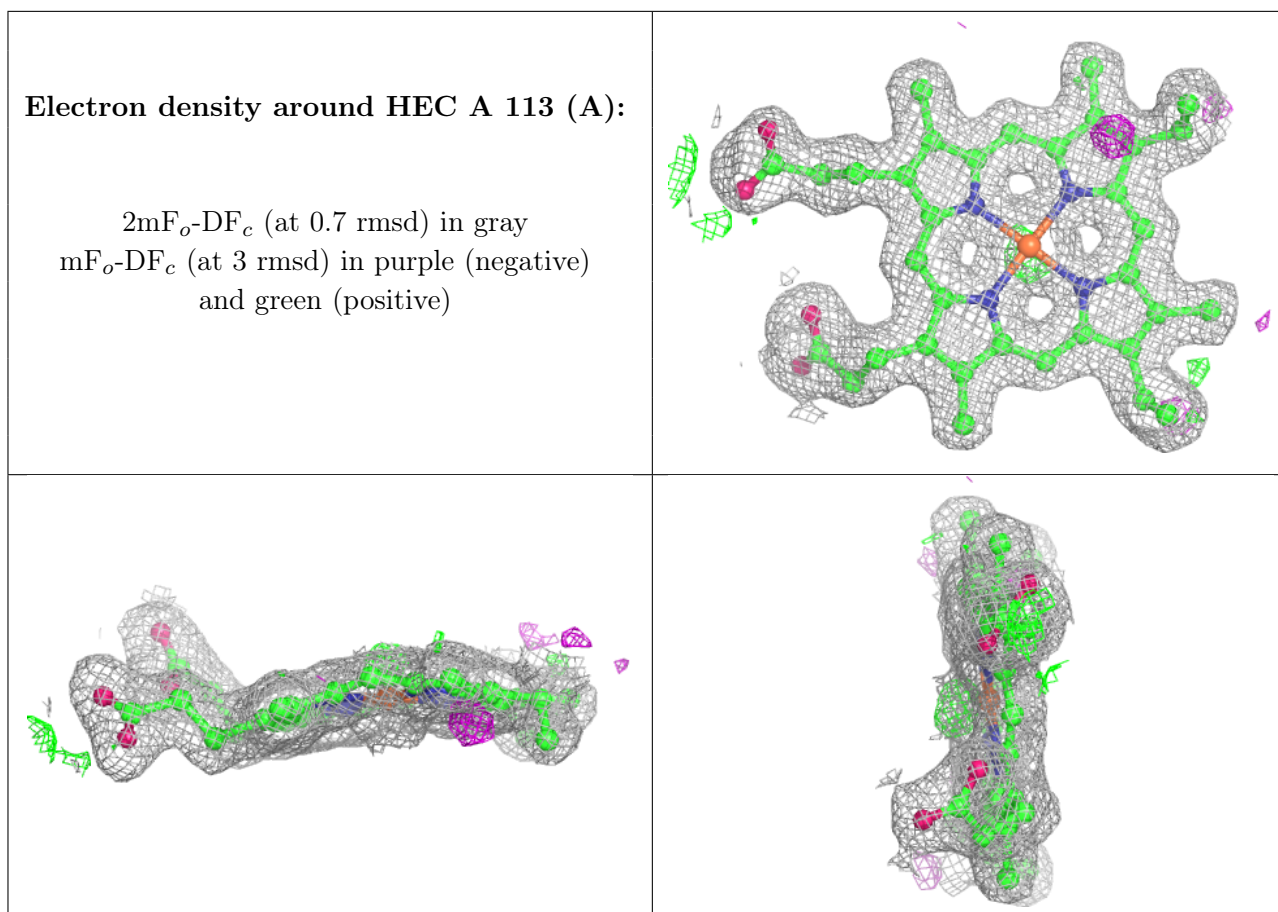 Electron density around HEC A 113 (A):
2mFo-DFc (at 0.7 rmsd) in gray
mFo-DFc (at 3 rmsd) in purple (negative)
and green (positive)